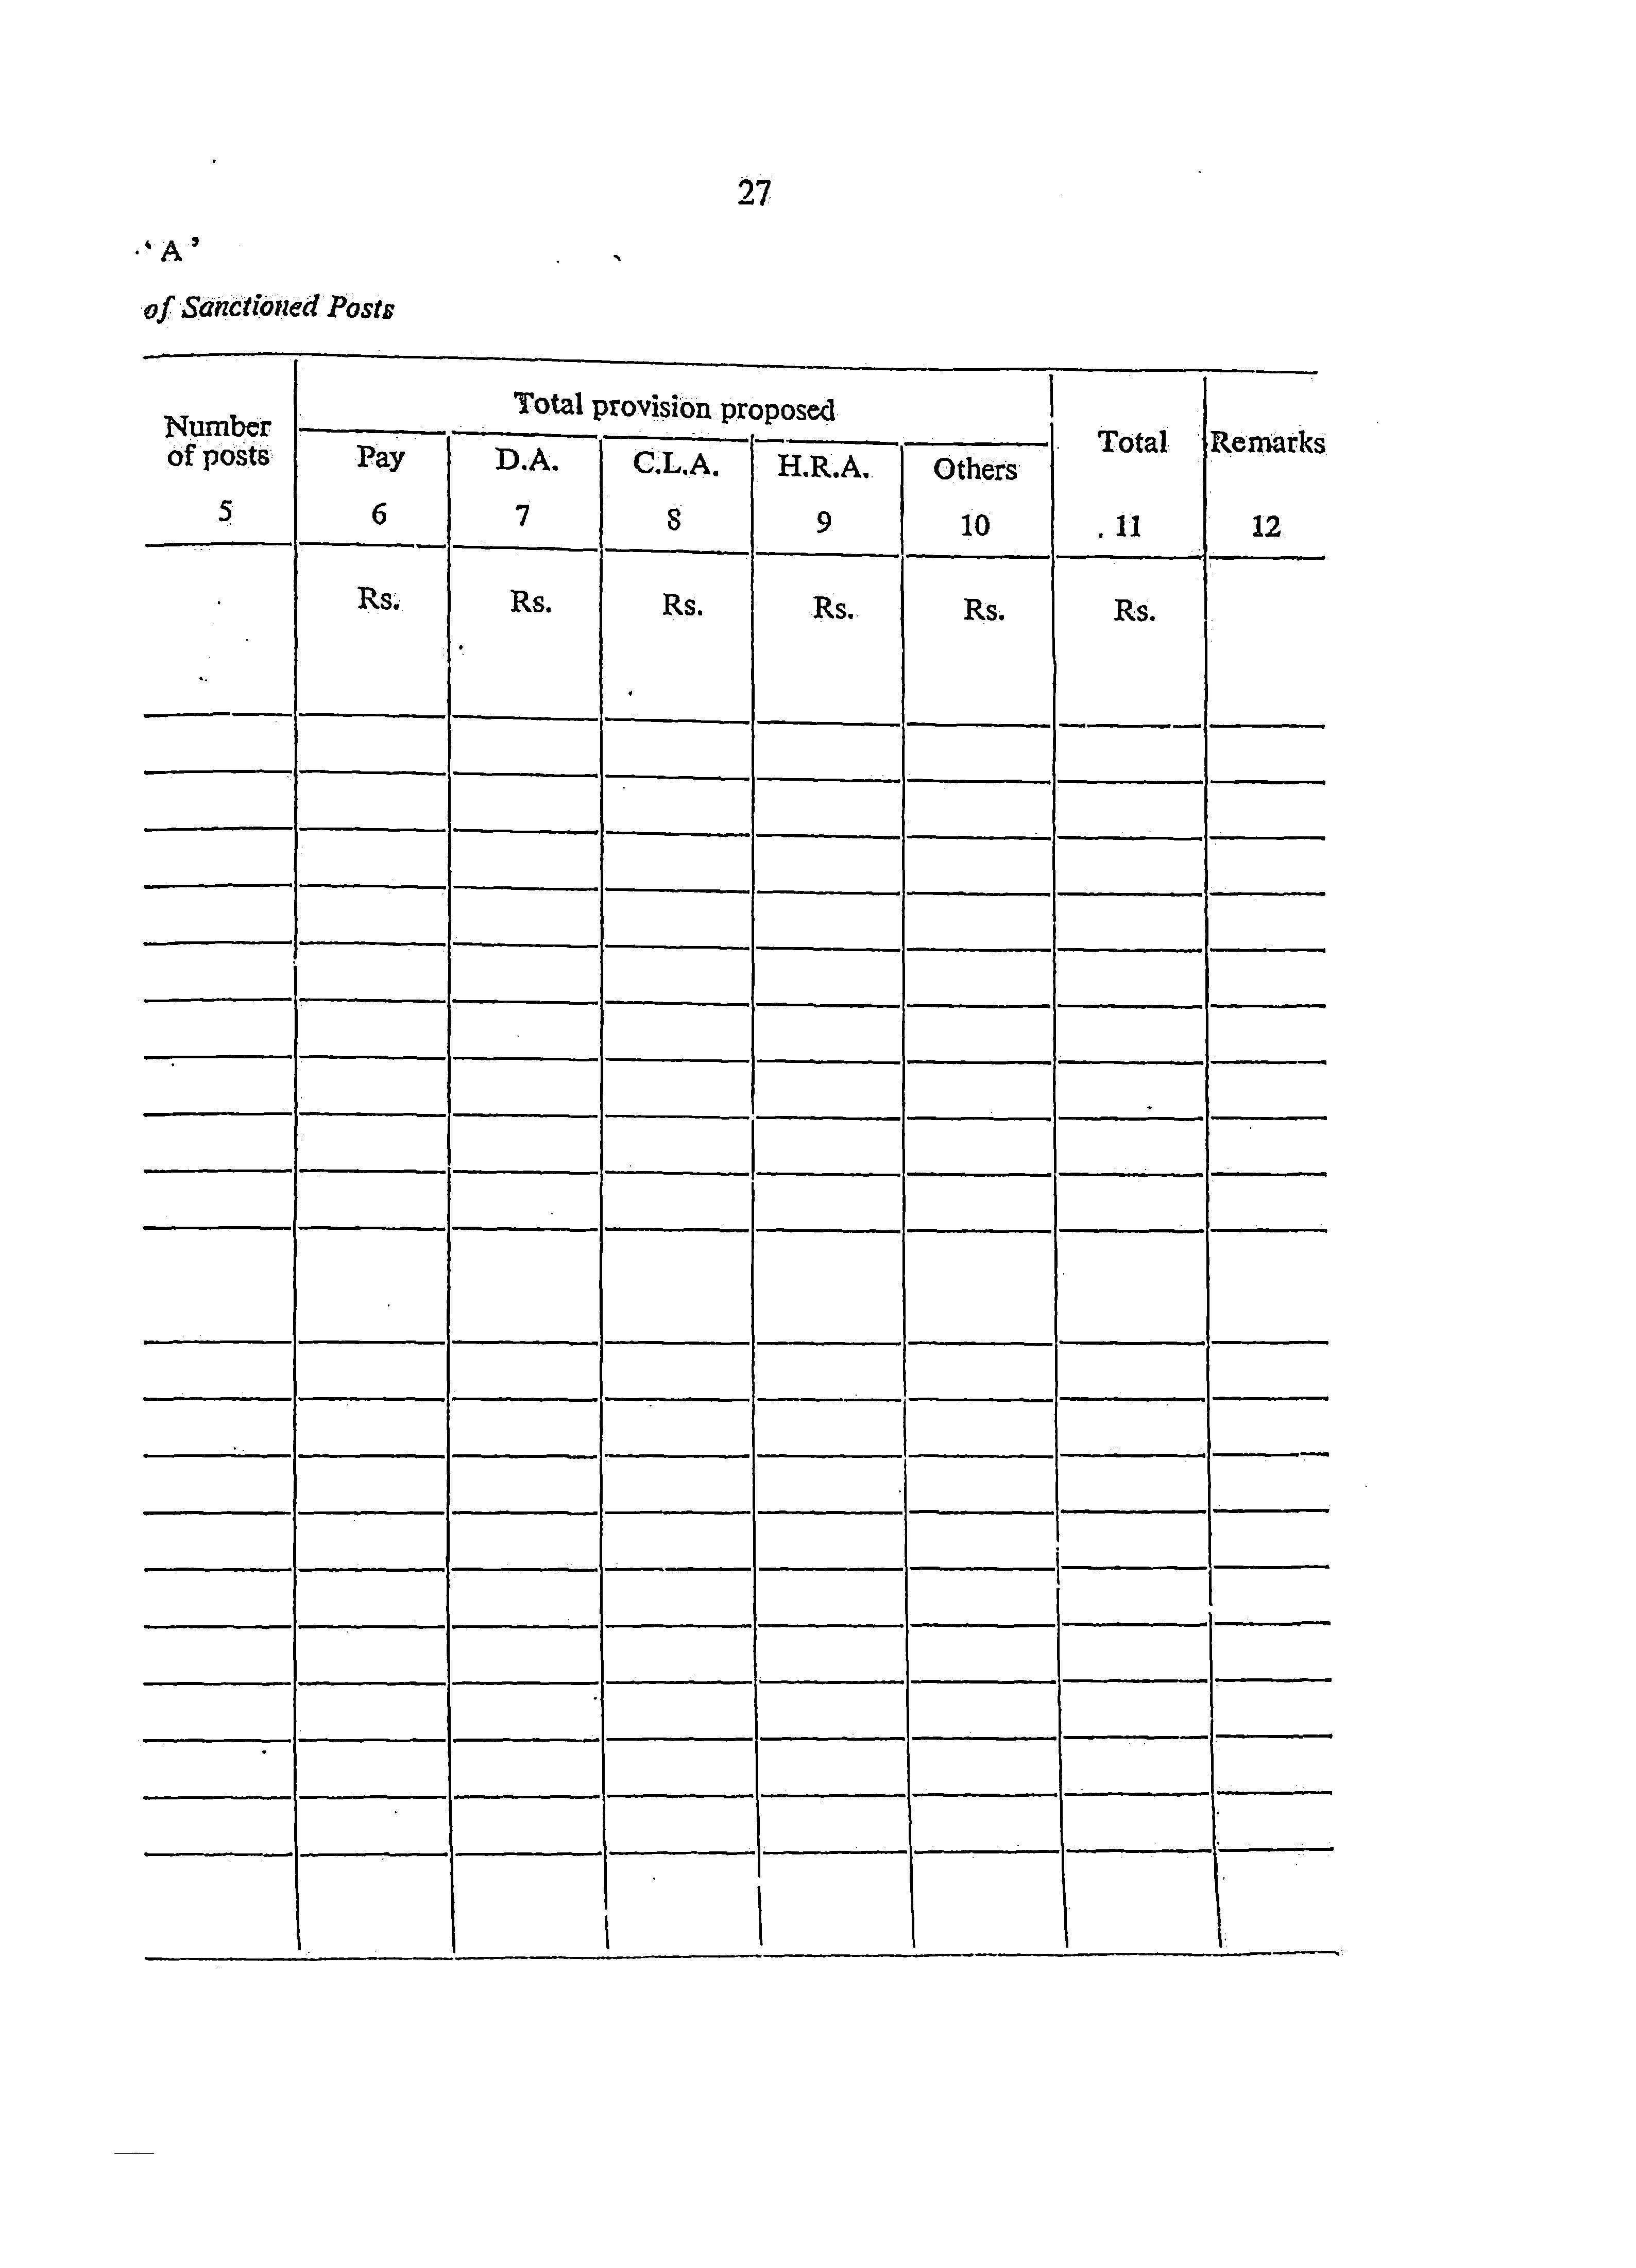 27
‘ A ’
of Sanctioned Posts
Total provision proposed
Number
of posts
Pay D.A. C.L.A. H.R.A. Others Total Remarks
5 6 7 8 9 10 11 12
Rs. Rs. Rs. Rs. Rs. Rs.